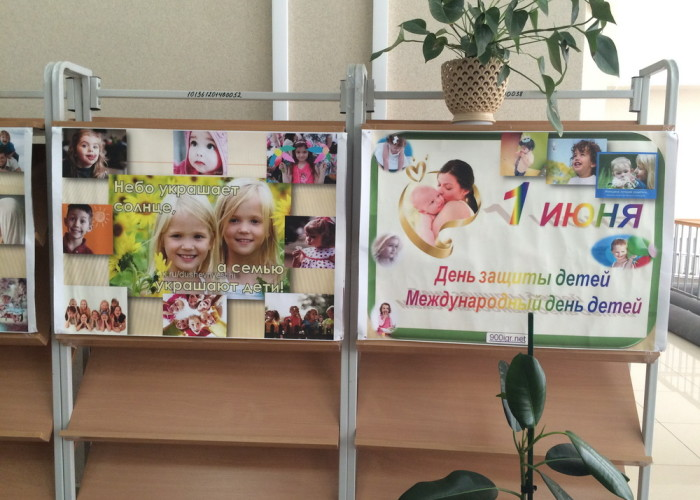 Небо украшает
солнце,
а семью
украшают дети!
1 июня
День защиты детей
Международный день детей
900igr.net